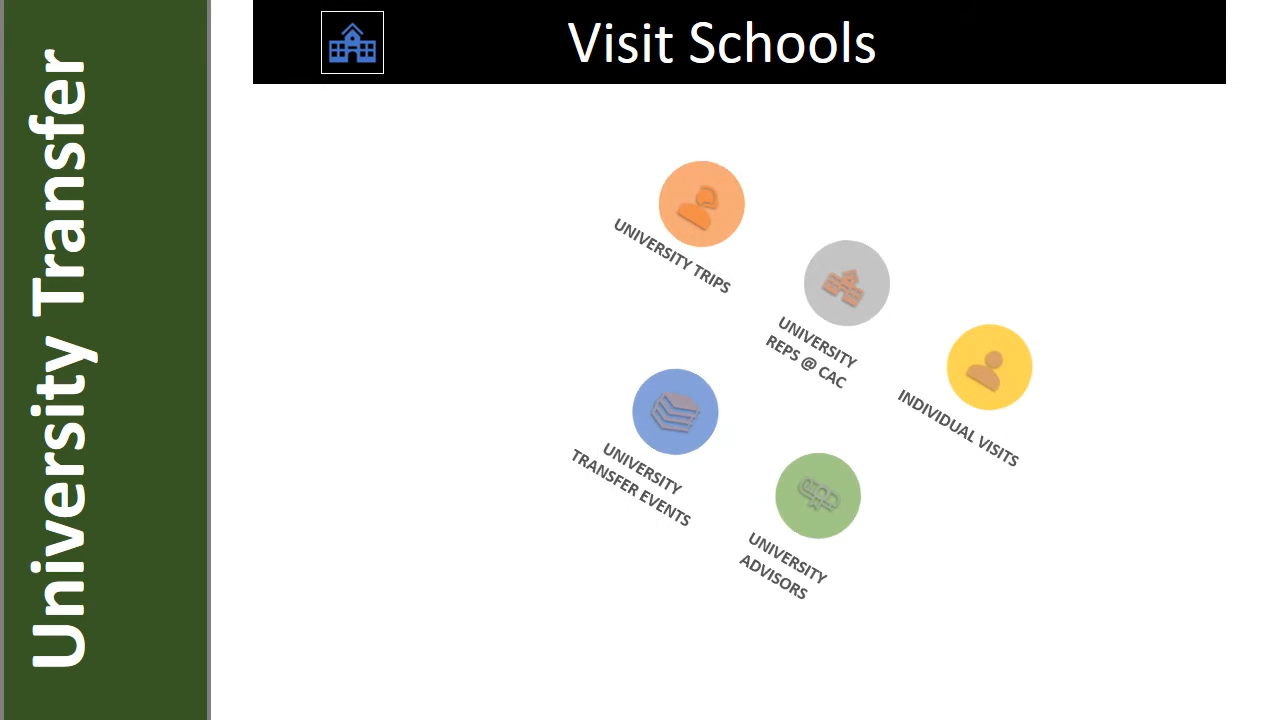 University Transfer
Visit Schools
UNIVERSITY TRIPS
UNIVERSITY
REPS @ CAC
INDIVIDUAL VISITS
UNIVERSITY
TRANSFER EVENTS
UNIVERSITY
ADVISORS